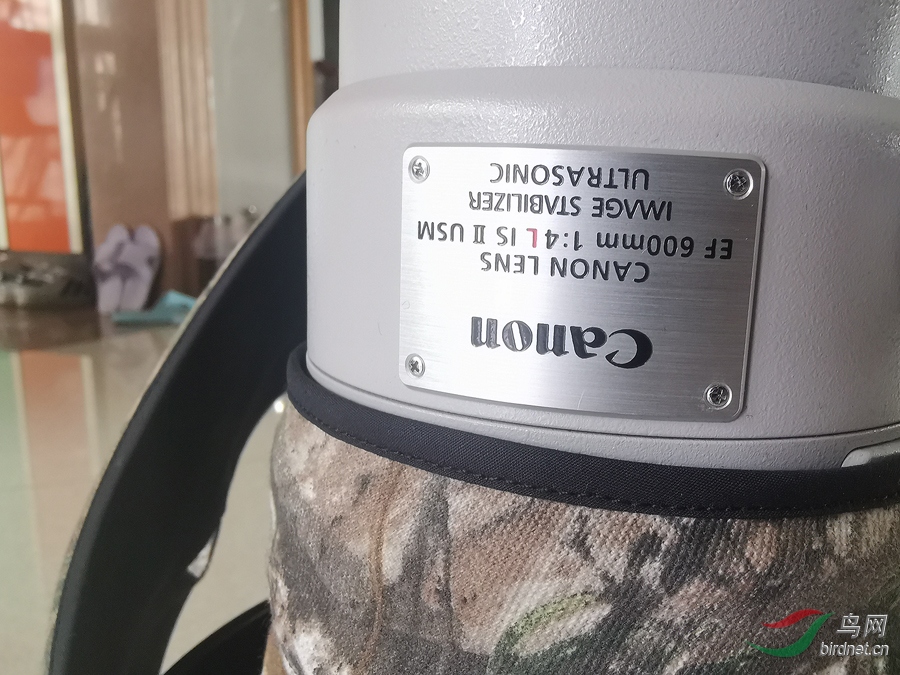 Canon
CANON LENS
EF 600mm 1:4 L IS II USM
IMAGE STABILIZER
ULTRASONIC
鸟网
birdnet.cn